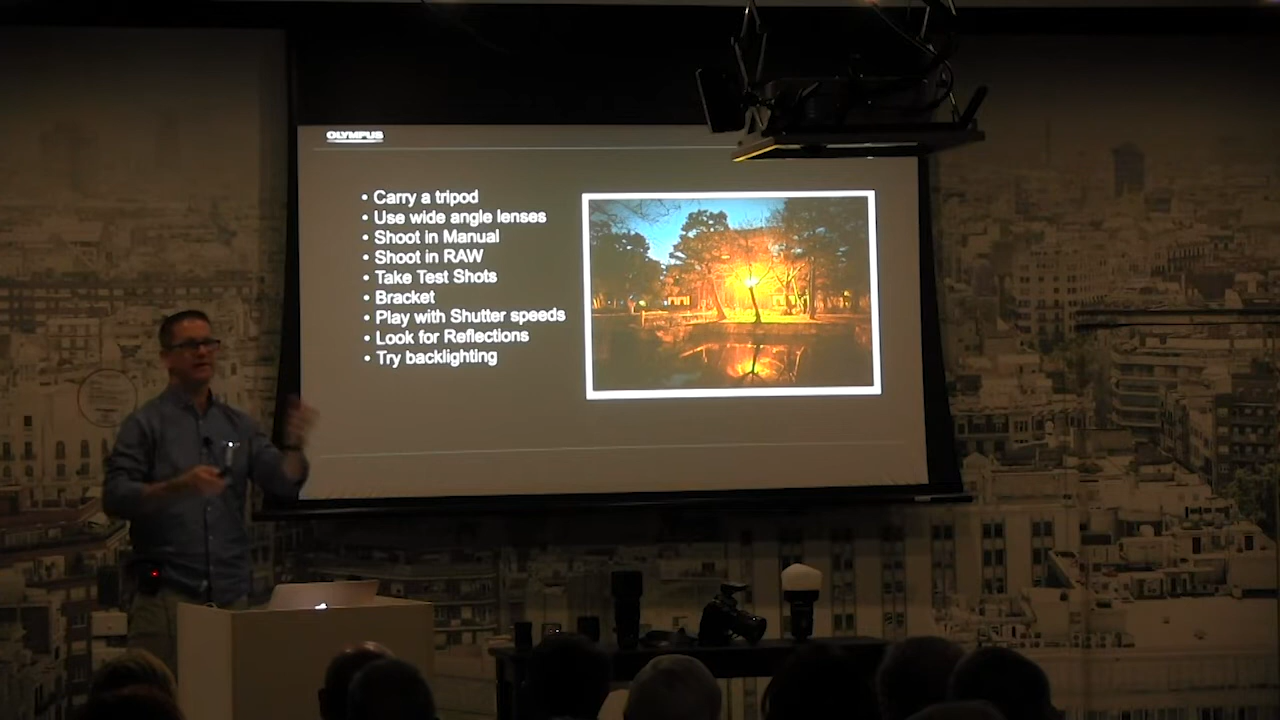 OLYMPUS
• Carry a tripod
• Use wide angle lenses
• Shoot in Manual
• Shoot in RAW
• Take Test Shots
• Bracket
• Play with Shutter speeds
• Look for Reflections
• Try backlighting